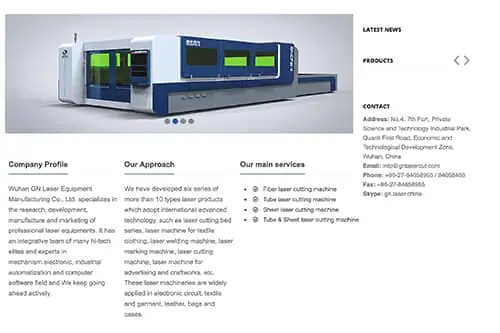 LATEST NEWS
PRODUCTS
CONTACT
Address: No.4, 7th Part, Private
Science and Technology Industrial Park,
Quanli First Road, Economic and
Technological Development Zone,
Wuhan, China
Email: info@gnlasercut.com
Phone: +86-27-84058955 / 84058400
Fax: +86-27-84858955
Skype: gn.laser.china
Company Profile
Wuhan GN Laser Equipment
Manufacturing Co., Ltd. specializes in
the research, development,
manufacture and marketing of
professional laser equipments. It has
an integrative team of many hi-tech
elites and experts in
mechanism,electronic, industrial
automatization and computer
software field and We keep going
ahead actively.
Our Approach
We have developed six series of
more than 10 types laser products
which adopt international advanced
technology, such as laser cutting bed
series, laser machine for textile
clothing, laser welding machine, laser
marking machine, laser cutting
machine, laser machine for
advertising and craftworks, etc.
These laser machineries are widely
applied in electronic circuit, textile
and garment, leather, bags and
cases.
Our main services
Fiber laser cutting machine
Tube laser cutting machine
Sheet laser cutting machine
Tube & Sheet laser cutting machine